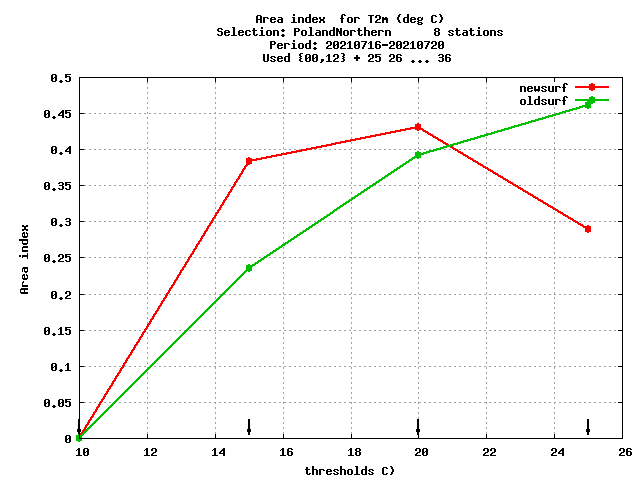 Area index  for T2m (deg C)
Selection: PolandNorthern      8 stations
Period: 20210716-20210720
Used {00,12} + 25 26 ... 36
newsurf
oldsurf
0.5
0.45
0.4
0.35
0.3
0.25
0.2
0.15
0.1
0.05
0
Area index
10 12 14 16 18 20 22 24 26
thresholds C)